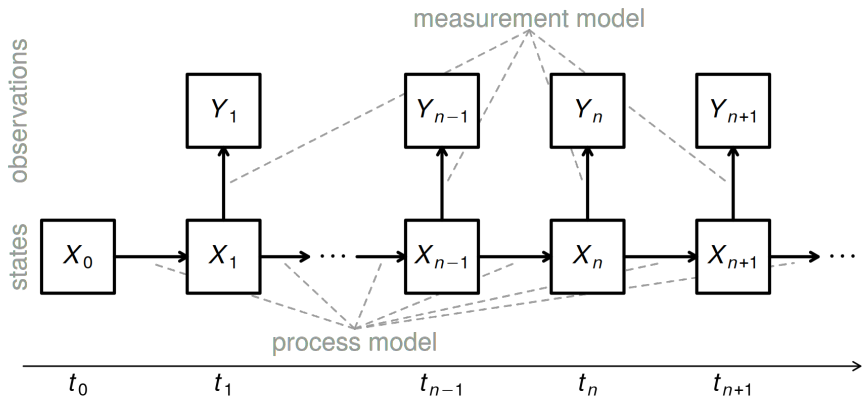 measurement model
observations
Y₁ Yₙ₋₁ Yₙ Yₙ₊₁
states
X₀ X₁ ··· Xₙ₋₁ Xₙ Xₙ₊₁ ···
process model
t₀ t₁ tₙ₋₁ tₙ tₙ₊₁